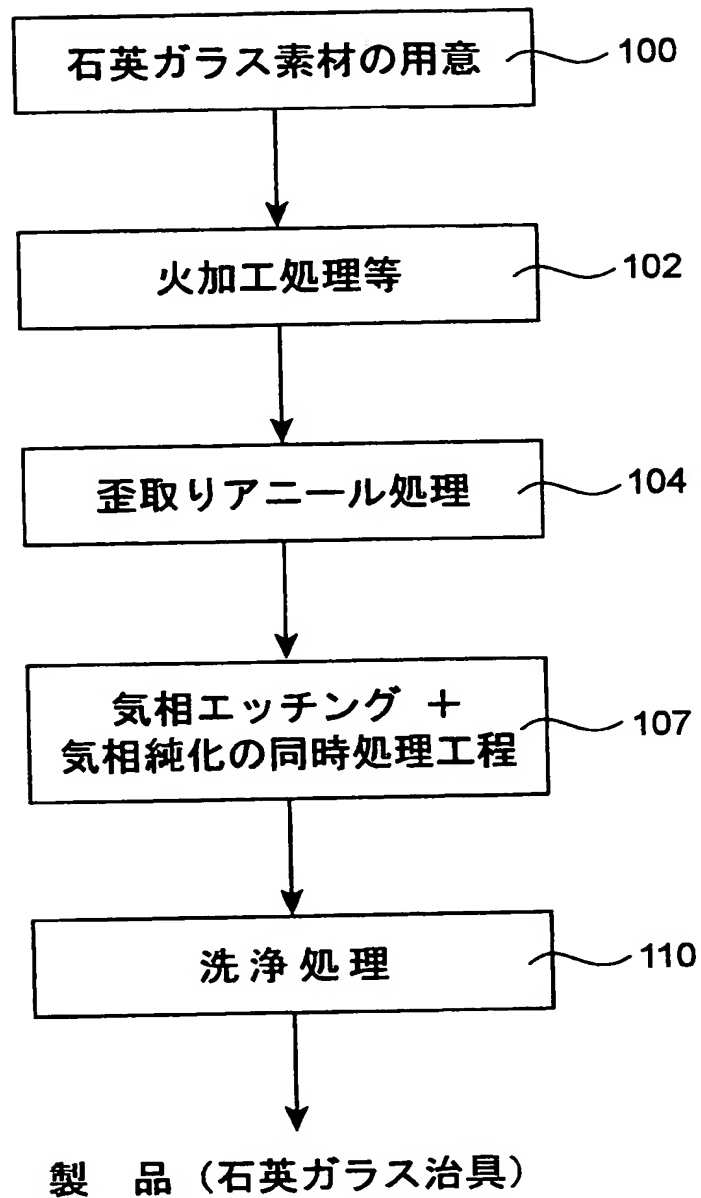 石英ガラス素材の用意
100
火加工処理等
102
歪取りアニール処理
104
気相エッチング ＋
気相純化の同時処理工程
107
洗浄処理
110
製 品（石英ガラス治具）